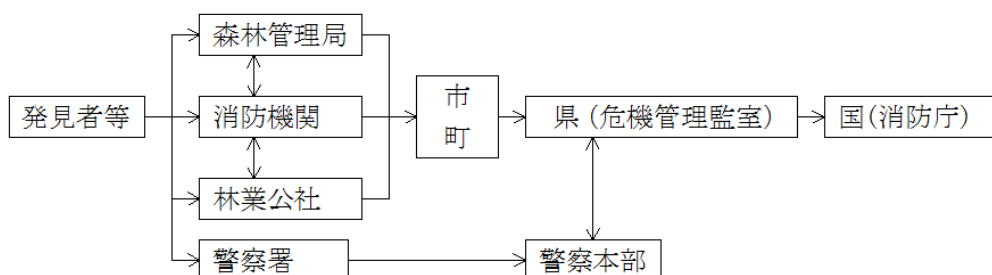 森林管理局
発見者等
消防機関
市
町
県（危機管理監室）
国（消防庁）
林業公社
警察署
警察本部